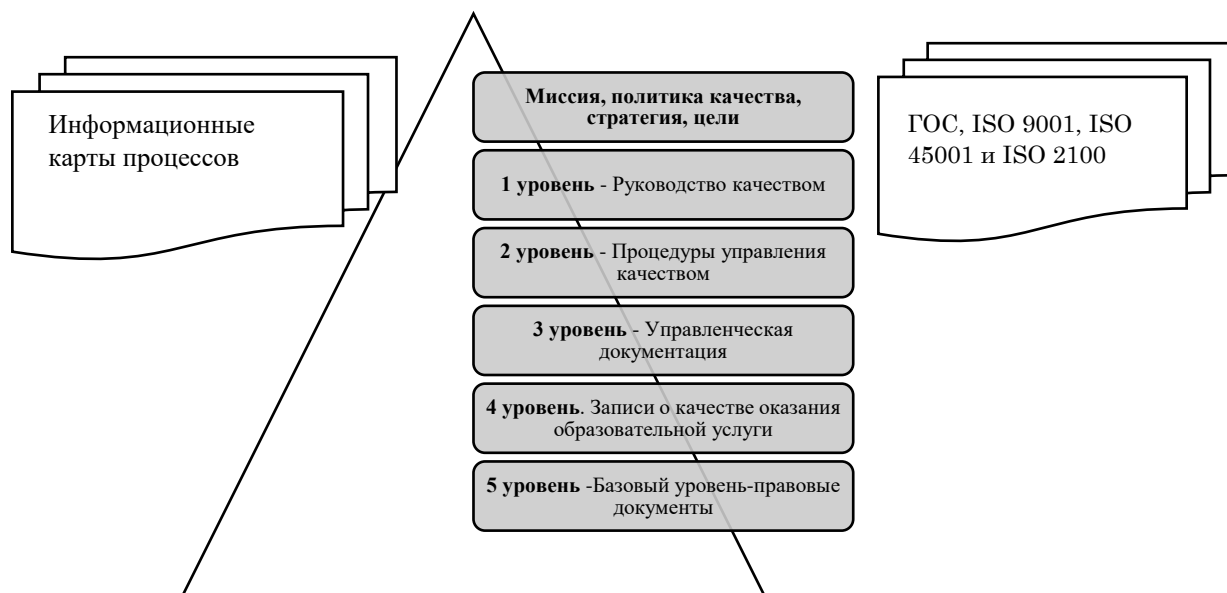 Информационные
карты процессов
Миссия, политика качества,
стратегия, цели
1 уровень - Руководство качеством
2 уровень - Процедуры управления
качеством
3 уровень - Управленческая
документация
4 уровень. Записи о качестве оказания
образовательной услуги
5 уровень -Базовый уровень-правовые
документы
ГОС, ISO 9001, ISO
45001 и ISO 2100